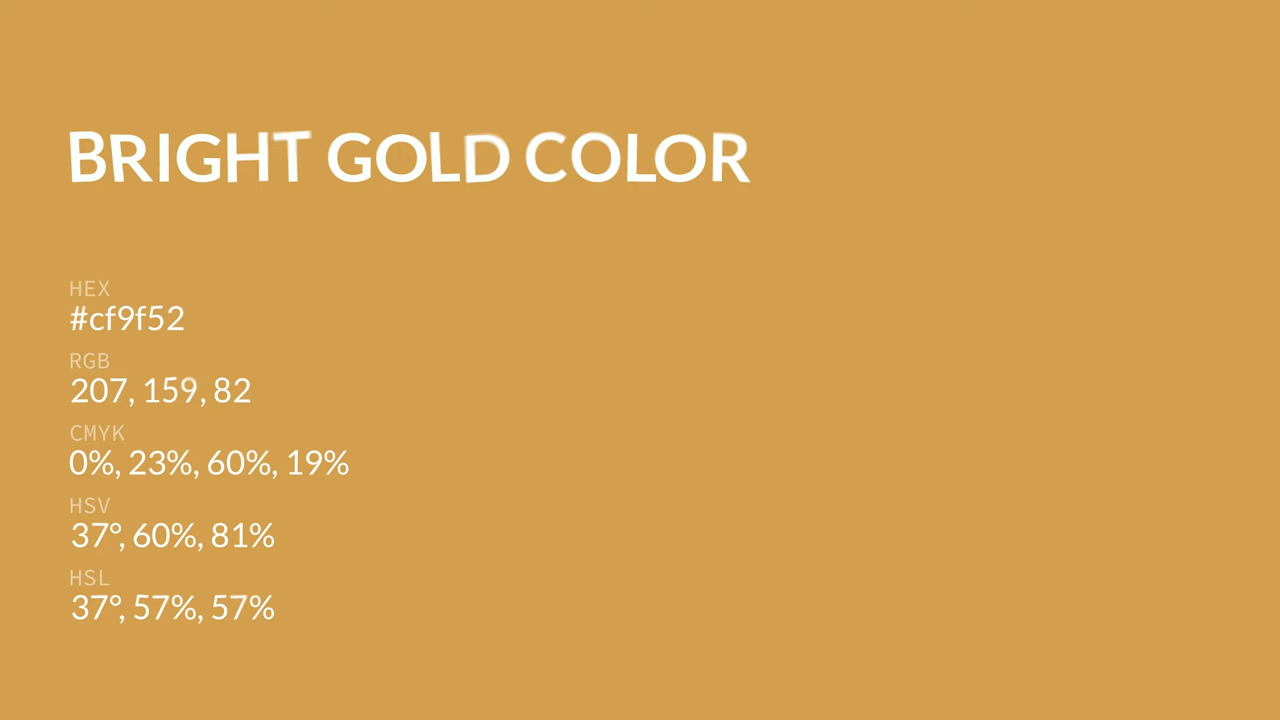 BRIGHT GOLD COLOR
HEX
#cf9f52
RGB
207, 159, 82
CMYK
0%, 23%, 60%, 19%
HSV
37°, 60%, 81%
HSL
37°, 57%, 57%